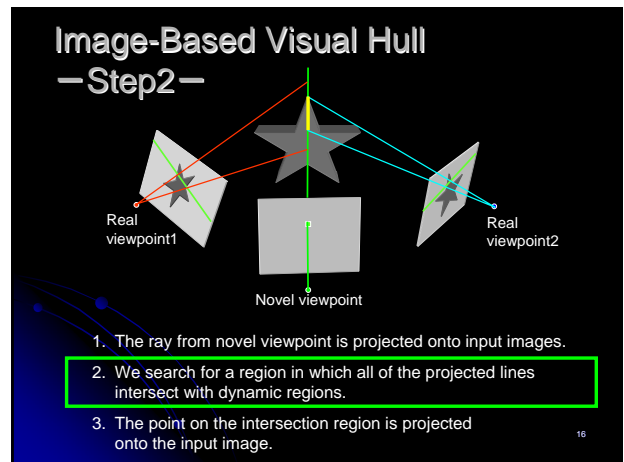 Image-Based Visual Hull
－Step2－
Real
viewpoint1
Real
viewpoint2
Novel viewpoint
1. The ray from novel viewpoint is projected onto input images.
2. We search for a region in which all of the projected lines
intersect with dynamic regions.
3. The point on the intersection region is projected
onto the input image.
16